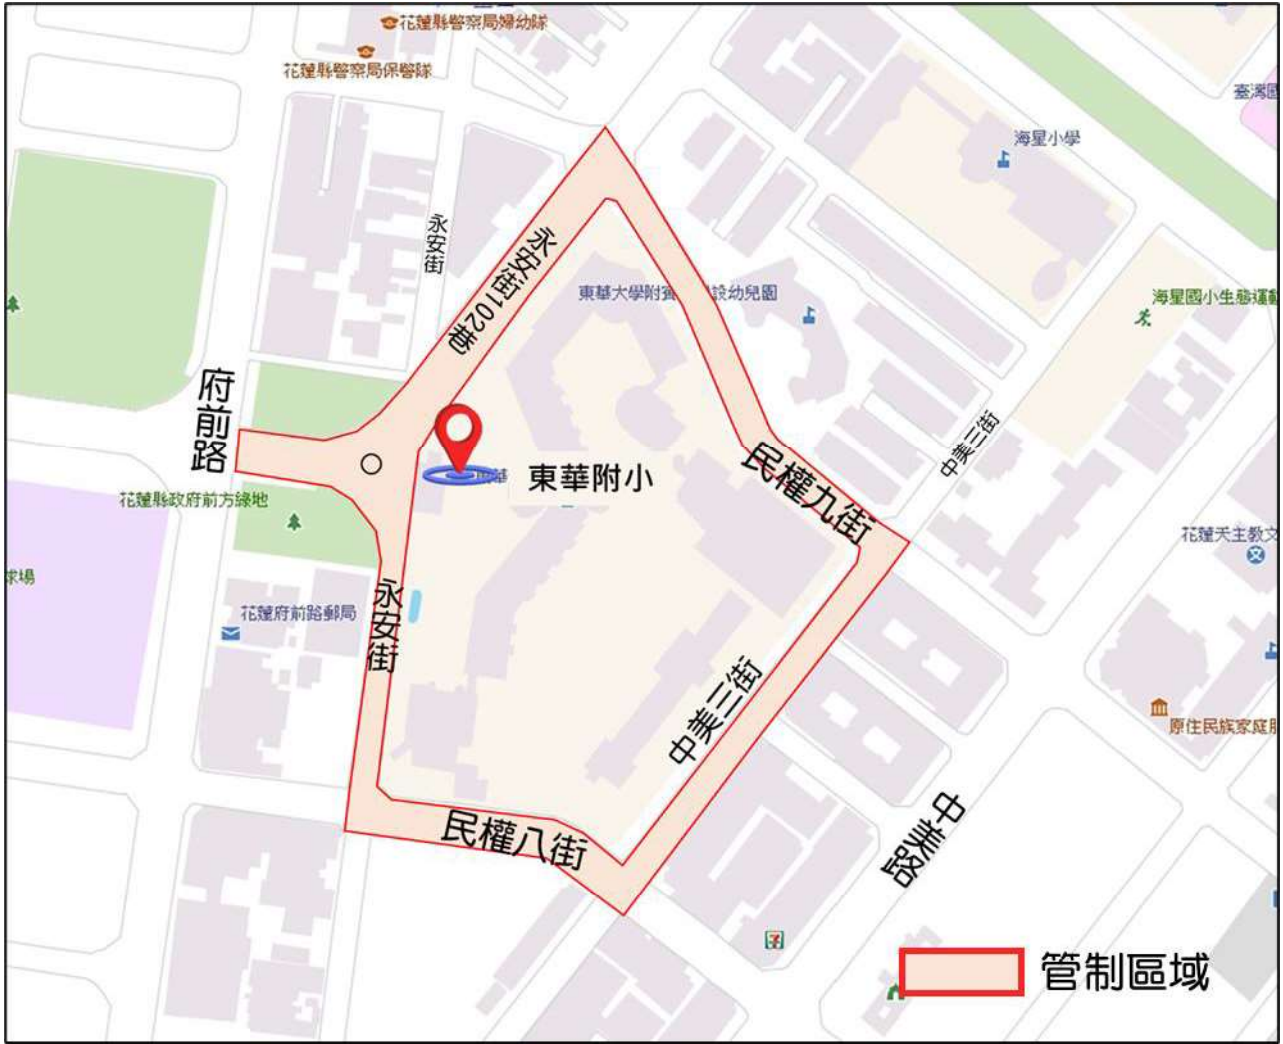 花蓮縣警察局婦幼隊
花蓮縣警察局保警隊
臺灣
海星小學
永安街
永安街102巷
東華大學附
設幼兒園
海星國小生態運動
府前路
中美三街
民權九街
東華附小
花蓮縣政府前方綠地
花蓮天主教文
球場
永安街
花蓮府前路郵局
中美三街
原住民族家庭服
中美路
民權八街
管制區域